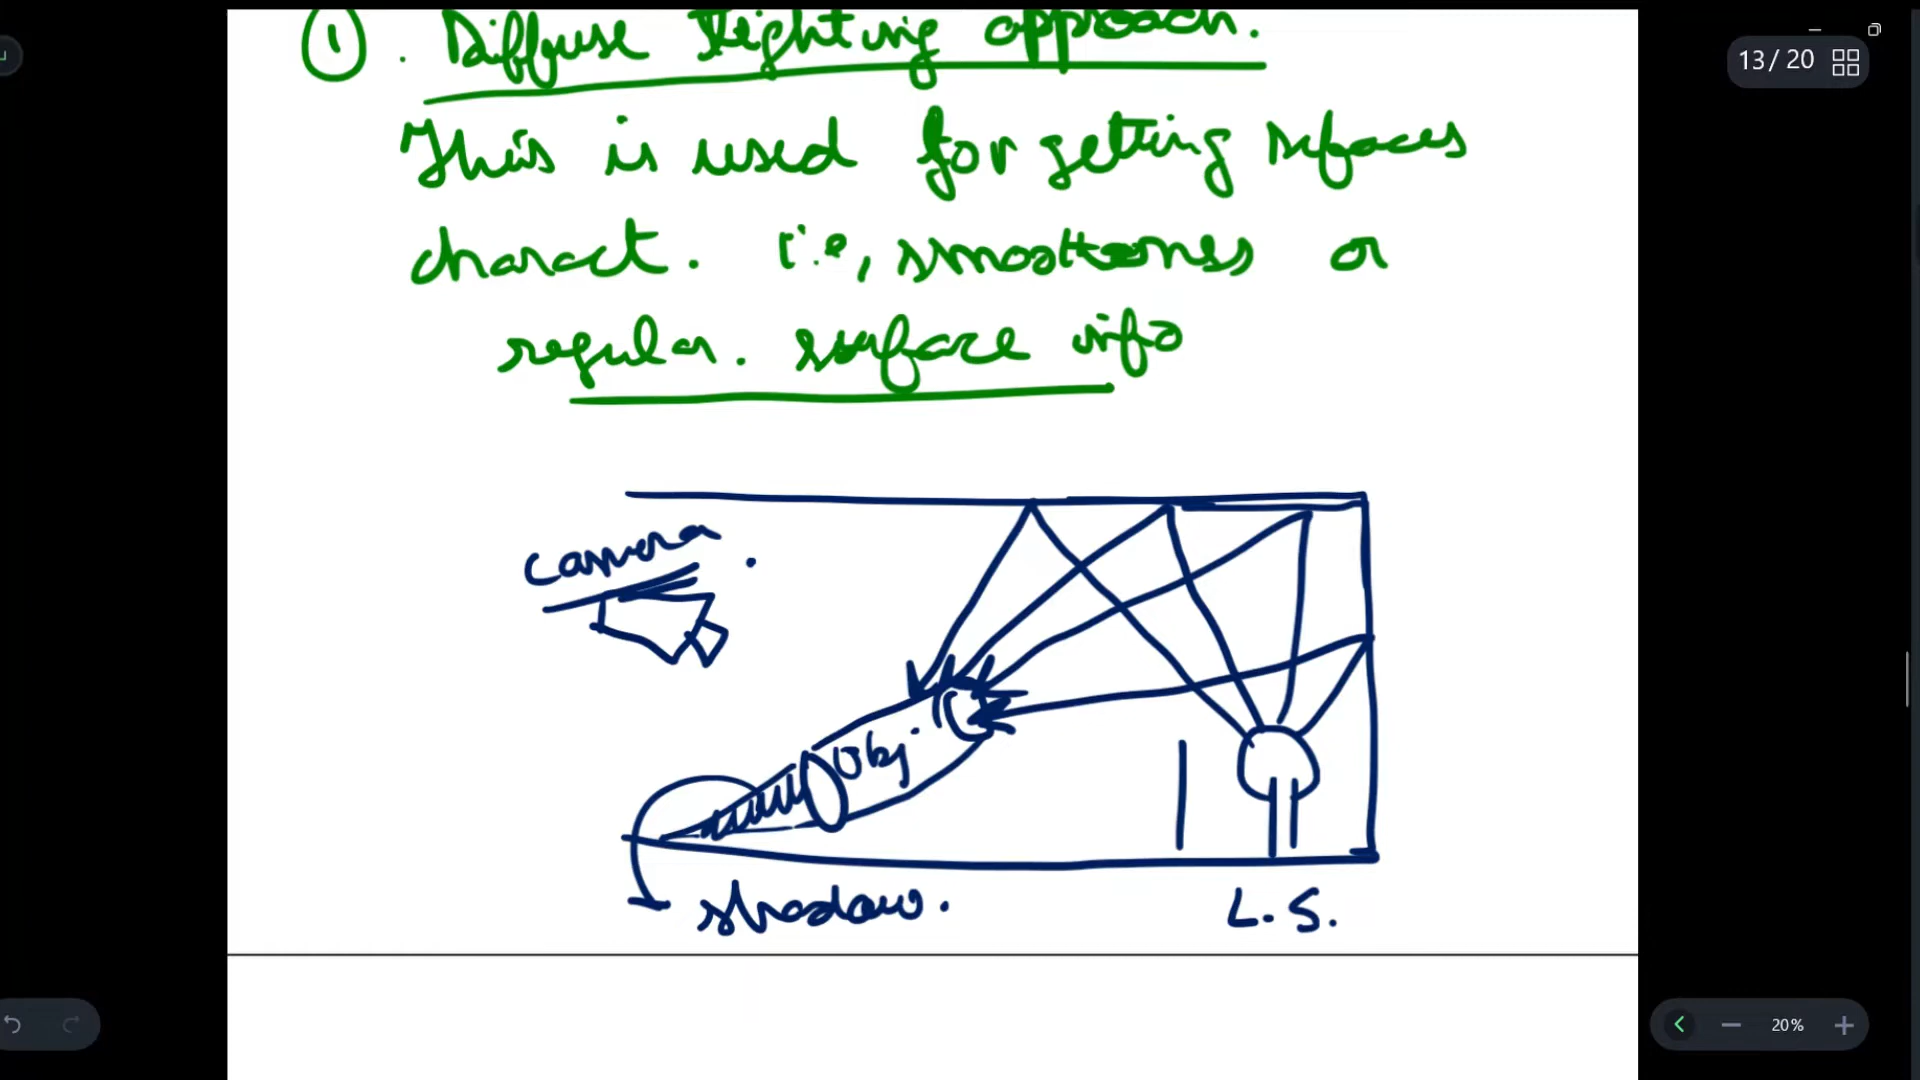 ① . Diffuse lighting approach.
13 / 20
This is used for getting surfaces
charact. i.e, smoothness or
regular. surface info
camera .
Obj.
shadow.
L. S.
20%